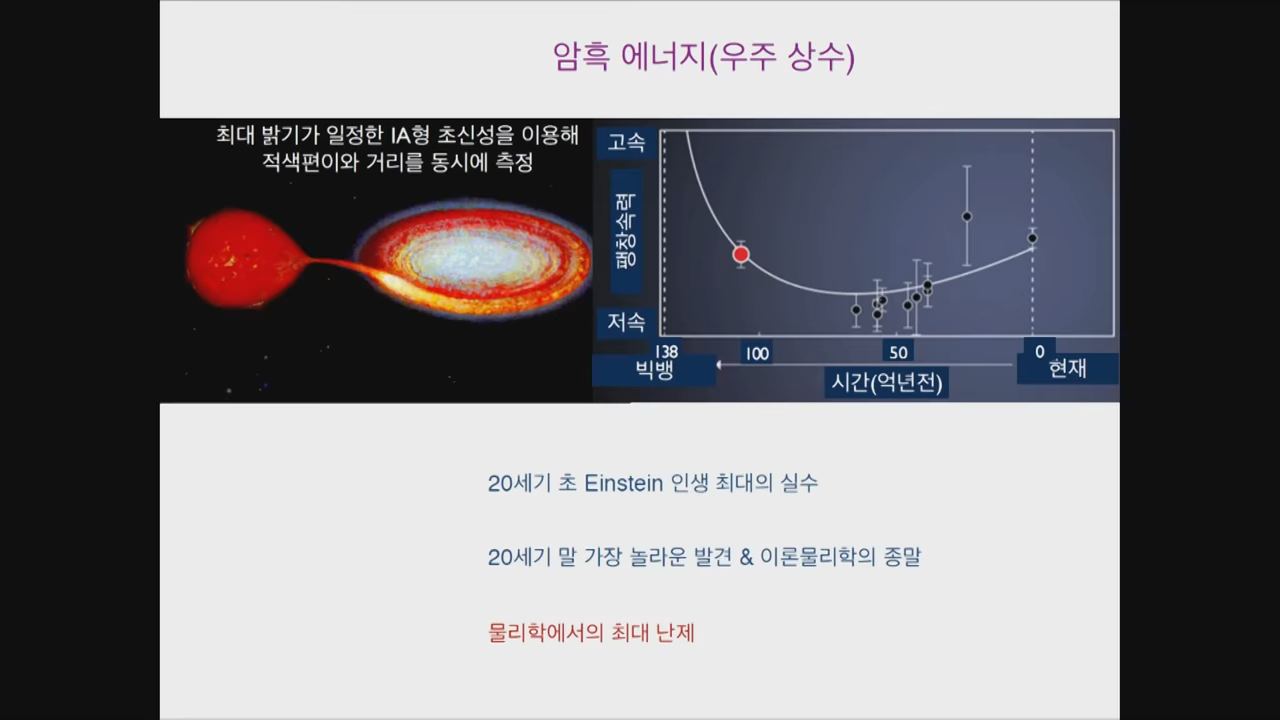 암흑 에너지(우주 상수)
최대 밝기가 일정한 IA형 초신성을 이용해
적색편이와 거리를 동시에 측정
고속
팽창속력
저속
138
100
50
0
빅뱅
현재
시간(억년전)
20세기 초 Einstein 인생 최대의 실수
20세기 말 가장 놀라운 발견 & 이론물리학의 종말
물리학에서의 최대 난제